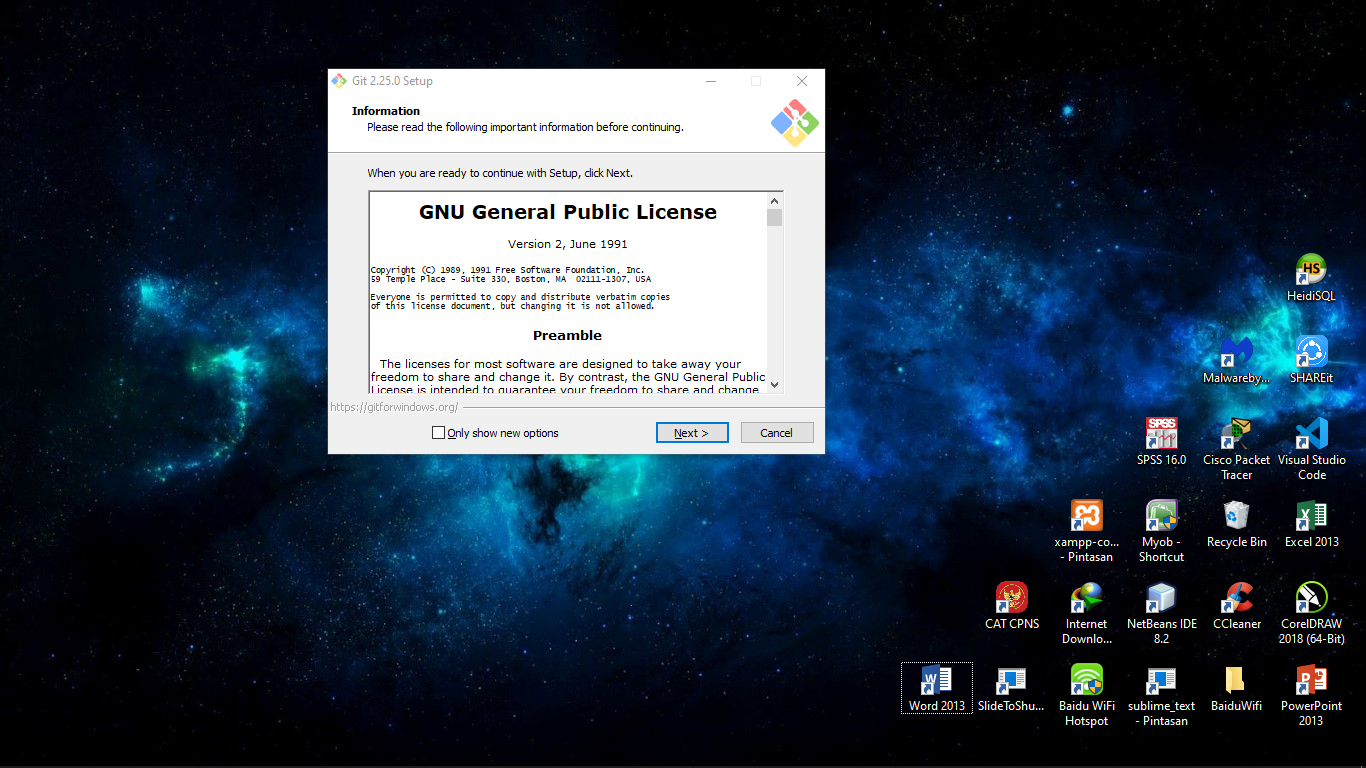 Git 2.25.0 Setup
Information
Please read the following important information before continuing.
When you are ready to continue with Setup, click Next.
GNU General Public License
Version 2, June 1991
Copyright (C) 1989, 1991 Free Software Foundation, Inc.
59 Temple Place - Suite 330, Boston, MA  02111-1307, USA
Everyone is permitted to copy and distribute verbatim copies
of this license document, but changing it is not allowed.
Preamble
The licenses for most software are designed to take away your
freedom to share and change it. By contrast, the GNU General Public
License is intended to guarantee your freedom to share and change
https://gitforwindows.org/
Only show new options
Next >
Cancel
HS
HeidiSQL
Malwareby...
SHAREit
SPSS
SPSS 16.0
Cisco Packet
Tracer
Visual Studio
Code
xampp-co...
- Pintasan
Myob -
Shortcut
Recycle Bin
Excel 2013
CAT CPNS
Internet
Downlo...
NetBeans IDE
8.2
CCleaner
CorelDRAW
2018 (64-Bit)
Word 2013
SlideToShu...
Baidu WiFi
Hotspot
sublime_text
- Pintasan
BaiduWifi
PowerPoint
2013